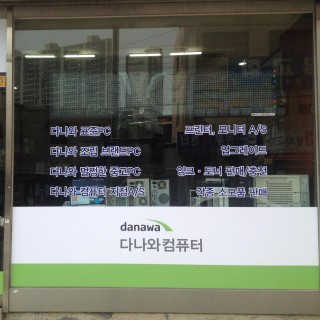 다나와 표준PC
프린터, 모니터 A/S
다나와 조립 브랜드PC
업그레이드
다나와 멀쩡한 중고PC
잉크 · 토너 판매/충전
다나와 컴퓨터 지정A/S
각종 소모품 판매
danawa
다나와컴퓨터